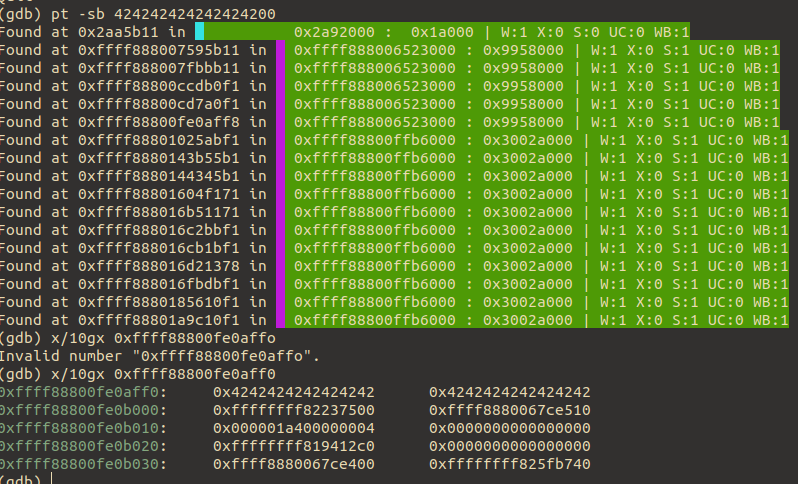 (gdb) pt -sb 424242424242424200
Found at 0x2aa5b11 in 0x2a92000 : 0x1a000 | W:1 X:0 S:0 UC:0 WB:1
Found at 0xffff888007595b11 in 0xffff888006523000 : 0x9958000 | W:1 X:0 S:1 UC:0 WB:1
Found at 0xffff888007fbbb11 in 0xffff888006523000 : 0x9958000 | W:1 X:0 S:1 UC:0 WB:1
Found at 0xffff88800ccdb0f1 in 0xffff888006523000 : 0x9958000 | W:1 X:0 S:1 UC:0 WB:1
Found at 0xffff88800cd7a0f1 in 0xffff888006523000 : 0x9958000 | W:1 X:0 S:1 UC:0 WB:1
Found at 0xffff88800fe0aff8 in 0xffff888006523000 : 0x9958000 | W:1 X:0 S:1 UC:0 WB:1
Found at 0xffff88801025abf1 in 0xffff88800ffb6000 : 0x3002a000 | W:1 X:0 S:1 UC:0 WB:1
Found at 0xffff8880143b55b1 in 0xffff88800ffb6000 : 0x3002a000 | W:1 X:0 S:1 UC:0 WB:1
Found at 0xffff8880144345b1 in 0xffff88800ffb6000 : 0x3002a000 | W:1 X:0 S:1 UC:0 WB:1
Found at 0xffff88801604f171 in 0xffff88800ffb6000 : 0x3002a000 | W:1 X:0 S:1 UC:0 WB:1
Found at 0xffff888016b51171 in 0xffff88800ffb6000 : 0x3002a000 | W:1 X:0 S:1 UC:0 WB:1
Found at 0xffff888016c2bbf1 in 0xffff88800ffb6000 : 0x3002a000 | W:1 X:0 S:1 UC:0 WB:1
Found at 0xffff888016cb1bf1 in 0xffff88800ffb6000 : 0x3002a000 | W:1 X:0 S:1 UC:0 WB:1
Found at 0xffff888016d21378 in 0xffff88800ffb6000 : 0x3002a000 | W:1 X:0 S:1 UC:0 WB:1
Found at 0xffff888016fbdbf1 in 0xffff88800ffb6000 : 0x3002a000 | W:1 X:0 S:1 UC:0 WB:1
Found at 0xffff8880185610f1 in 0xffff88800ffb6000 : 0x3002a000 | W:1 X:0 S:1 UC:0 WB:1
Found at 0xffff88801a9c10f1 in 0xffff88800ffb6000 : 0x3002a000 | W:1 X:0 S:1 UC:0 WB:1
(gdb) x/10gx 0xffff88800fe0affo
Invalid number "0xffff88800fe0affo".
(gdb) x/10gx 0xffff88800fe0aff0
0xffff88800fe0aff0: 0x4242424242424242 0x4242424242424242
0xffff88800fe0b000: 0xffffffff82237500 0xffff8880067ce510
0xffff88800fe0b010: 0x000001a400000004 0x0000000000000000
0xffff88800fe0b020: 0xffffffff819412c0 0x0000000000000000
0xffff88800fe0b030: 0xffff8880067ce400 0xffffffff825fb740
(gdb)